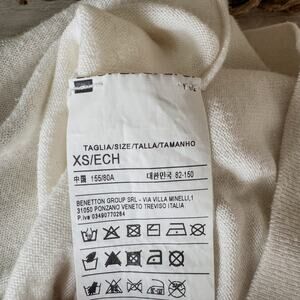 TAGLIA/SIZE/TALLA/TAMANHO
XS/ECH
中国 155/80A 대한민국 82-150
BENETTON GROUP SRL - VIA VILLA MINELLI,1
31050 PONZANO VENETO TREVISO ITALIA
P.Iva 03490770264